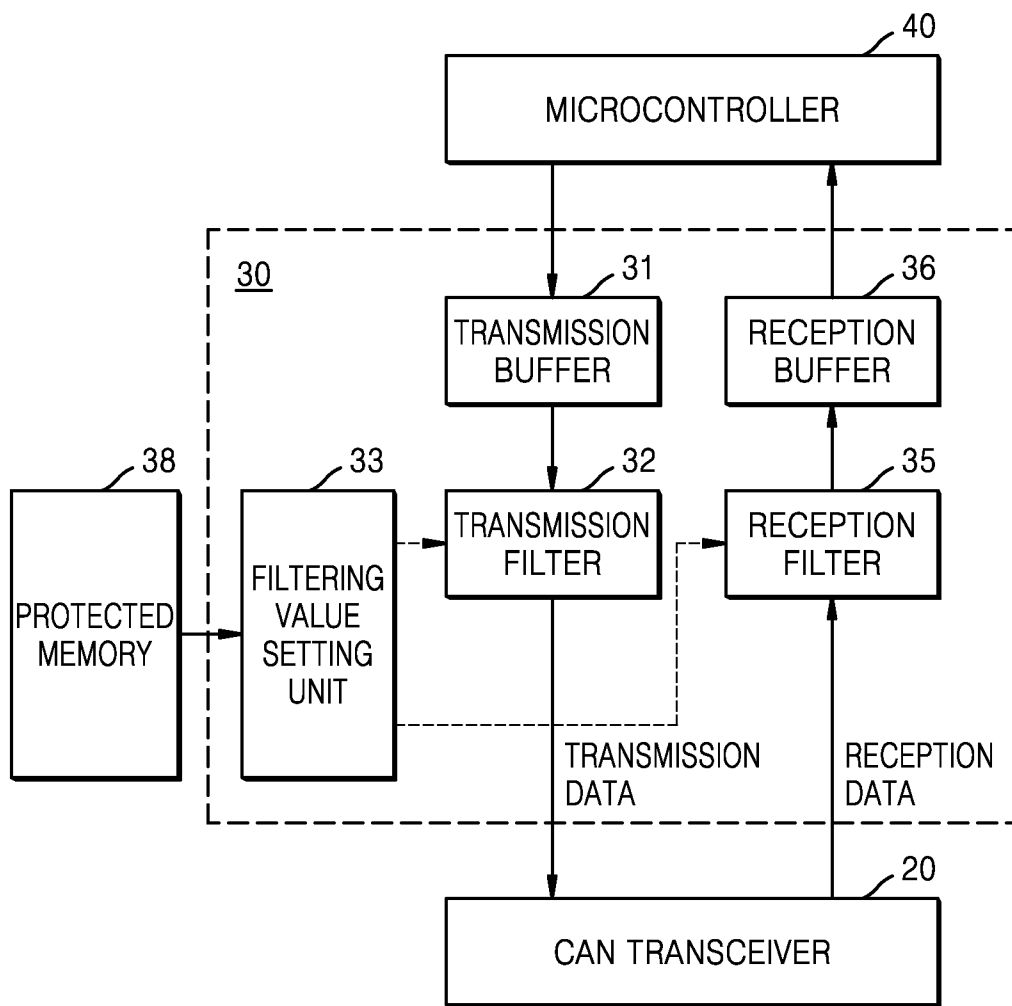 40
MICROCONTROLLER
30
31
TRANSMISSION
BUFFER
36
RECEPTION
BUFFER
38
PROTECTED
MEMORY
33
FILTERING
VALUE
SETTING
UNIT
32
TRANSMISSION
FILTER
35
RECEPTION
FILTER
TRANSMISSION
DATA
RECEPTION
DATA
20
CAN TRANSCEIVER